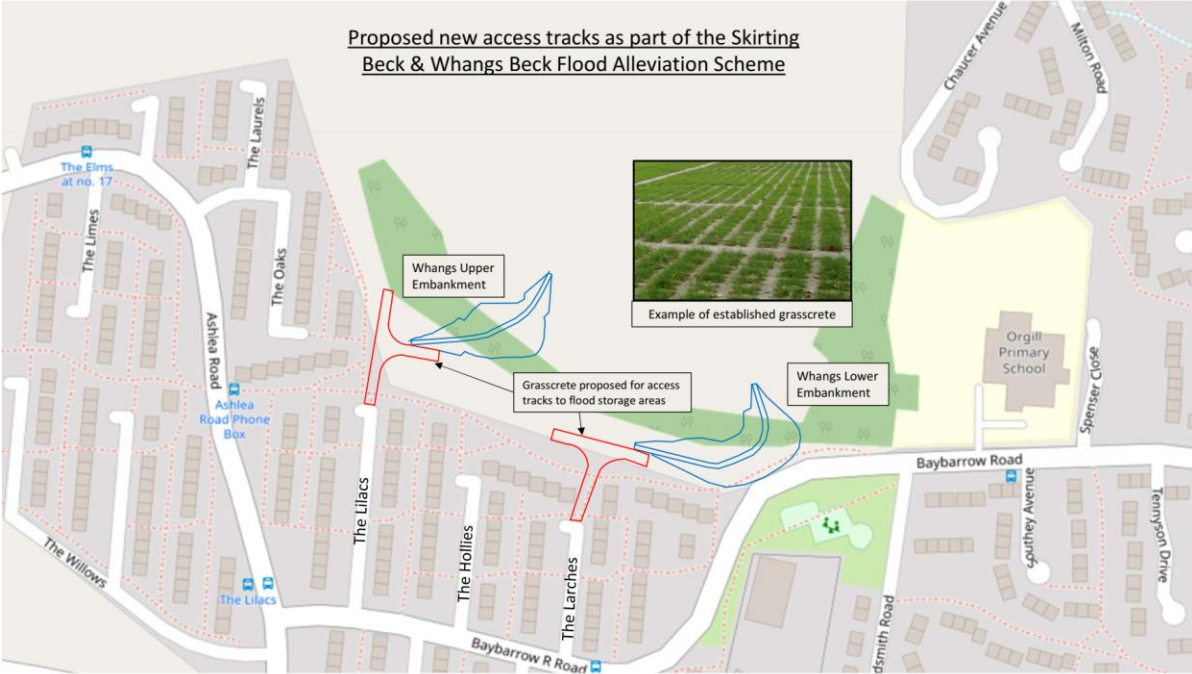 Proposed new access tracks as part of the Skirting
Beck & Whangs Beck Flood Alleviation Scheme
Chaucer Avenue
Milton Road
The Laurels
The Elms
at no. 17
The Limes
The Oaks
Ashlea Road
Whangs Upper
Embankment
Example of established grasscrete
Orgill
Primary
School
Spenser Close
Whangs Lower
Embankment
Grasscrete proposed for access
tracks to flood storage areas
Ashlea
Road Phone
Box
Baybarrow Road
The Lilacs
The Hollies
The Larches
Southey Avenue
Tennyson Drive
The Willows
The Lilacs
Baybarrow R Road
dsmith Road